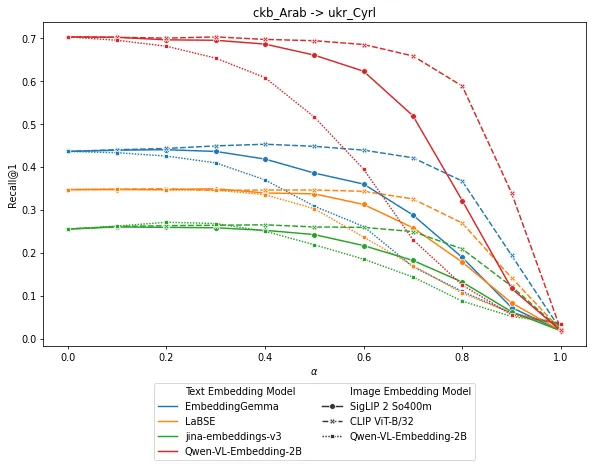 ckb_Arab -> ukr_Cyrl
Recall@1
0.7
0.6
0.5
0.4
0.3
0.2
0.1
0.0
0.0 0.2 0.4 0.6 0.8 1.0
α
Text Embedding Model
EmbeddingGemma
LaBSE
jina-embeddings-v3
Qwen-VL-Embedding-2B
Image Embedding Model
SigLIP 2 So400m
CLIP ViT-B/32
Qwen-VL-Embedding-2B